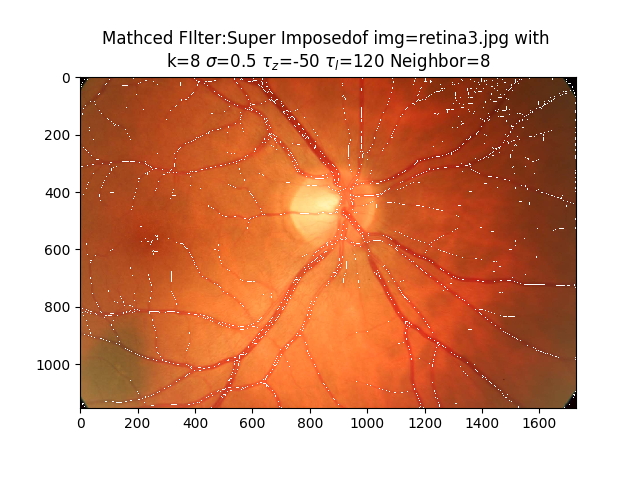 Mathced FIlter:Super Imposedof img=retina3.jpg with
k=8 σ=0.5 τz=-50 τl=120 Neighbor=8
0
200
400
600
800
1000
0 200 400 600 800 1000 1200 1400 1600